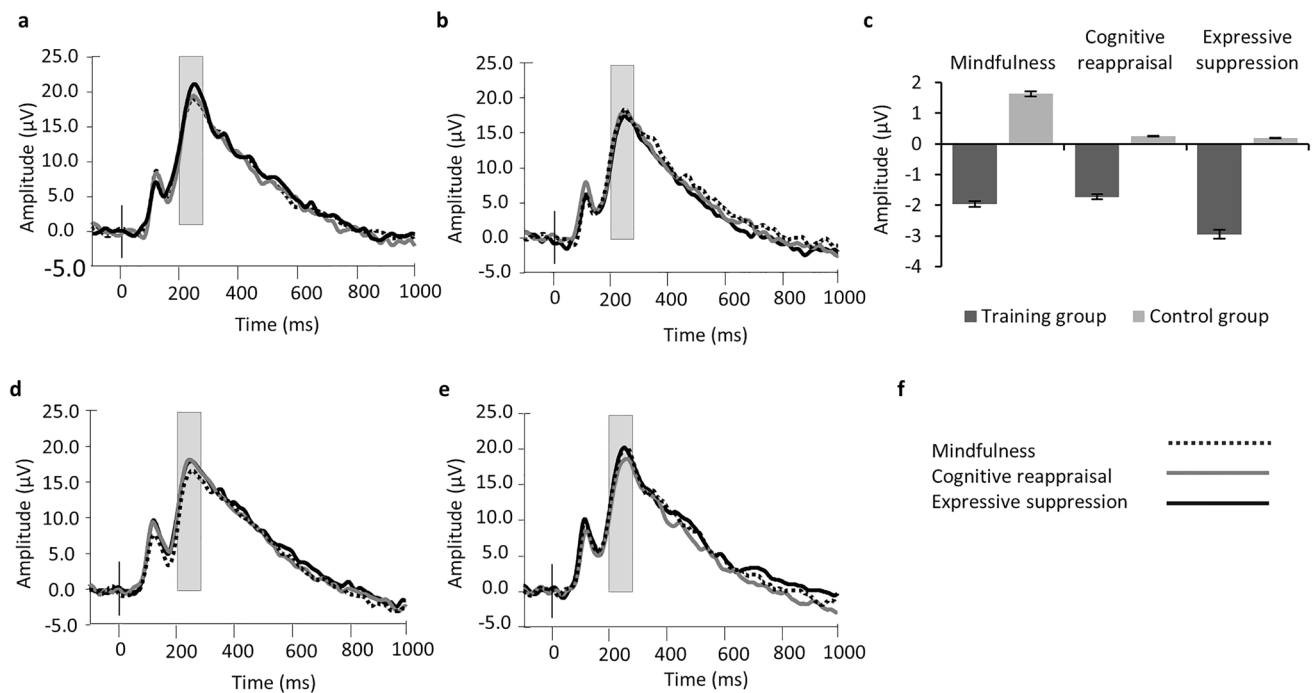 a
25.0
20.0
15.0
10.0
5.0
0.0
-5.0
Amplitude (µV)
0 200 400 600 800 1000
Time (ms)
b
25.0
20.0
15.0
10.0
5.0
0.0
-5.0
Amplitude (µV)
0 200 400 600 800 1000
Time (ms)
c
Mindfulness
Cognitive
reappraisal
Expressive
suppression
2
1
0
-1
-2
-3
-4
Amplitude (µV)
Training group Control group
d
25.0
20.0
15.0
10.0
5.0
0.0
-5.0
Amplitude (µV)
0 200 400 600 800 1000
Time (ms)
e
25.0
20.0
15.0
10.0
5.0
0.0
-5.0
Amplitude (µV)
0 200 400 600 800 1000
Time (ms)
f
Mindfulness
Cognitive reappraisal
Expressive suppression